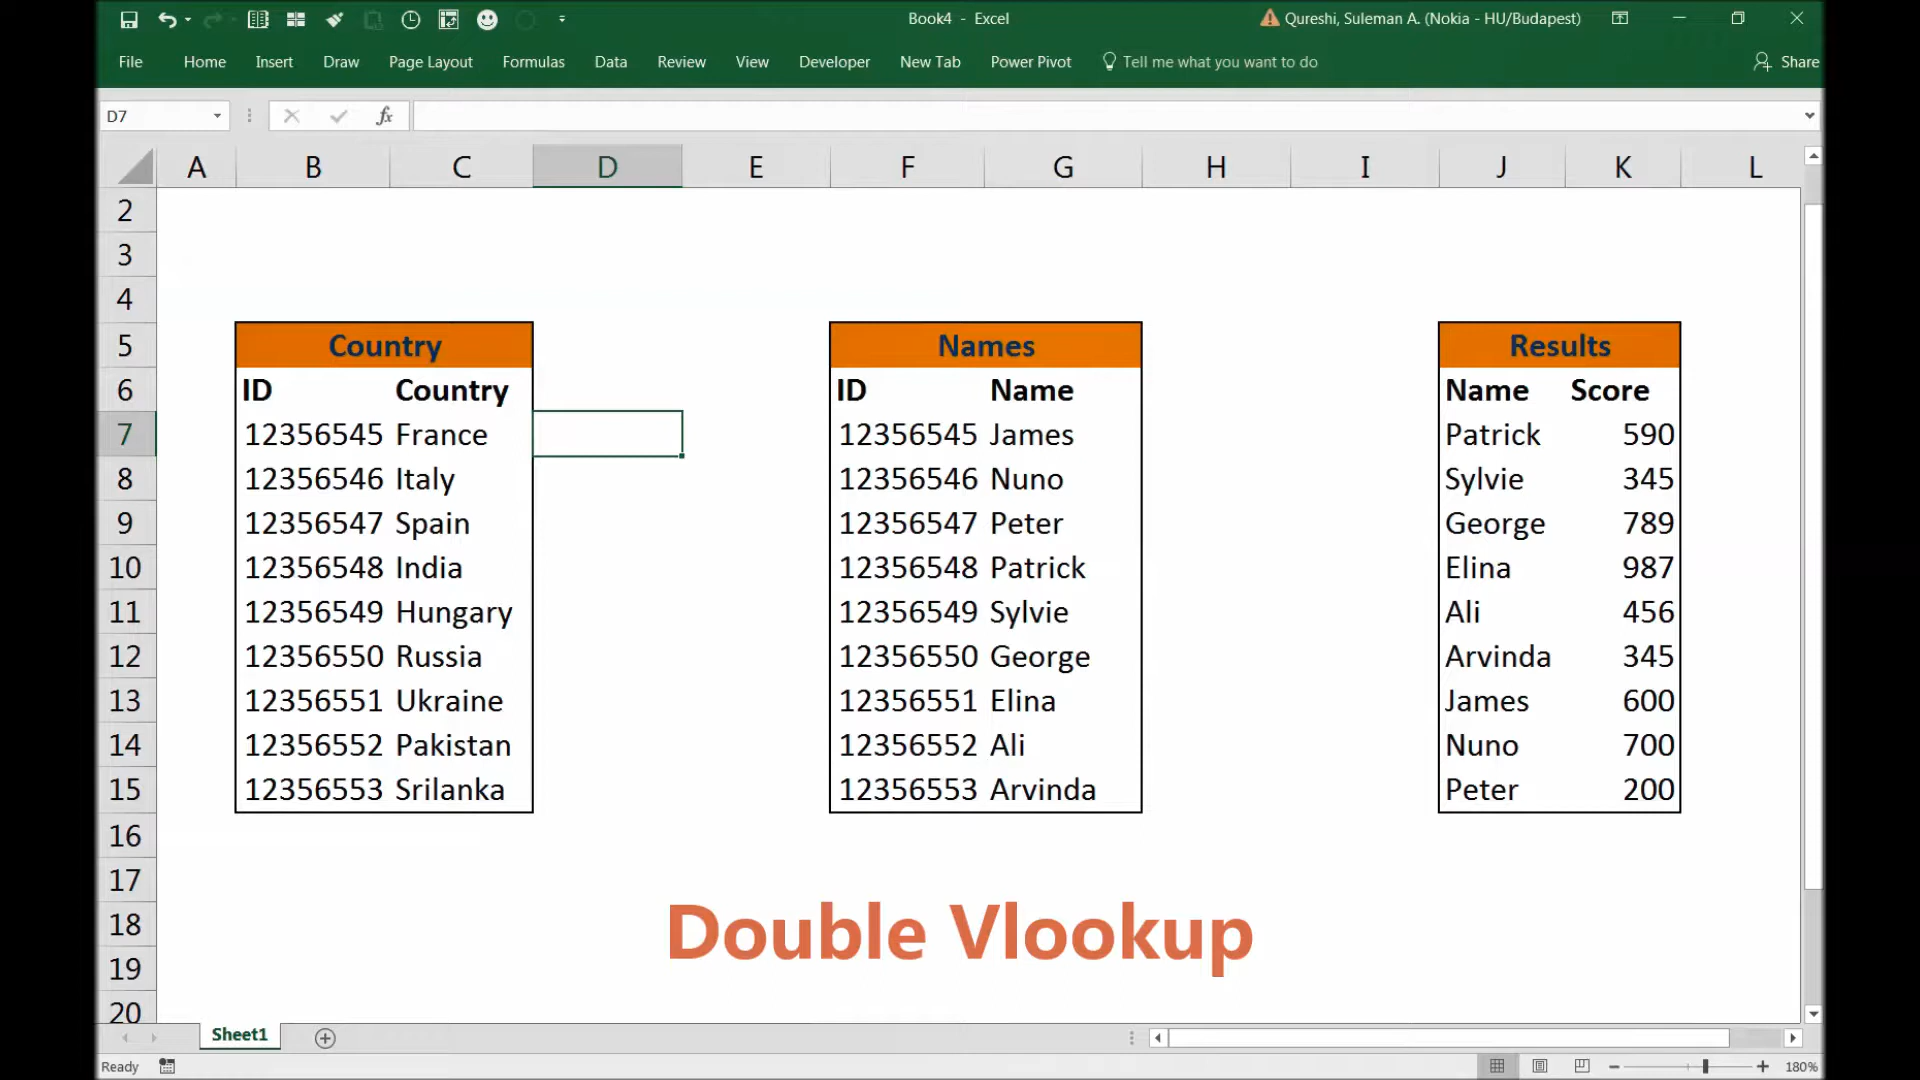 Book4 - Excel
Qureshi, Suleman A. (Nokia - HU/Budapest)
File Home Insert Draw Page Layout Formulas Data Review View Developer New Tab Power Pivot Tell me what you want to do Share
D7 fx
A B C D E F G H I J K L
2
3
4
5 Country Names Results
6 ID Country ID Name Name Score
7 12356545 France 12356545 James Patrick 590
8 12356546 Italy 12356546 Nuno Sylvie 345
9 12356547 Spain 12356547 Peter George 789
10 12356548 India 12356548 Patrick Elina 987
11 12356549 Hungary 12356549 Sylvie Ali 456
12 12356550 Russia 12356550 George Arvinda 345
13 12356551 Ukraine 12356551 Elina James 600
14 12356552 Pakistan 12356552 Ali Nuno 700
15 12356553 Srilanka 12356553 Arvinda Peter 200
16
17
18 Double Vlookup
19
20
Sheet1
Ready 180%